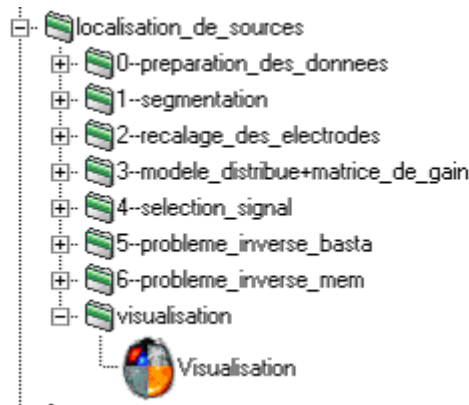 localisation_de_sources
0--preparation_des_donnees
1--segmentation
2--recalage_des_electrodes
3--modele_distribue+matrice_de_gain
4--selection_signal
5--probleme_inverse_basta
6--probleme_inverse_mem
visualisation
Visualisation